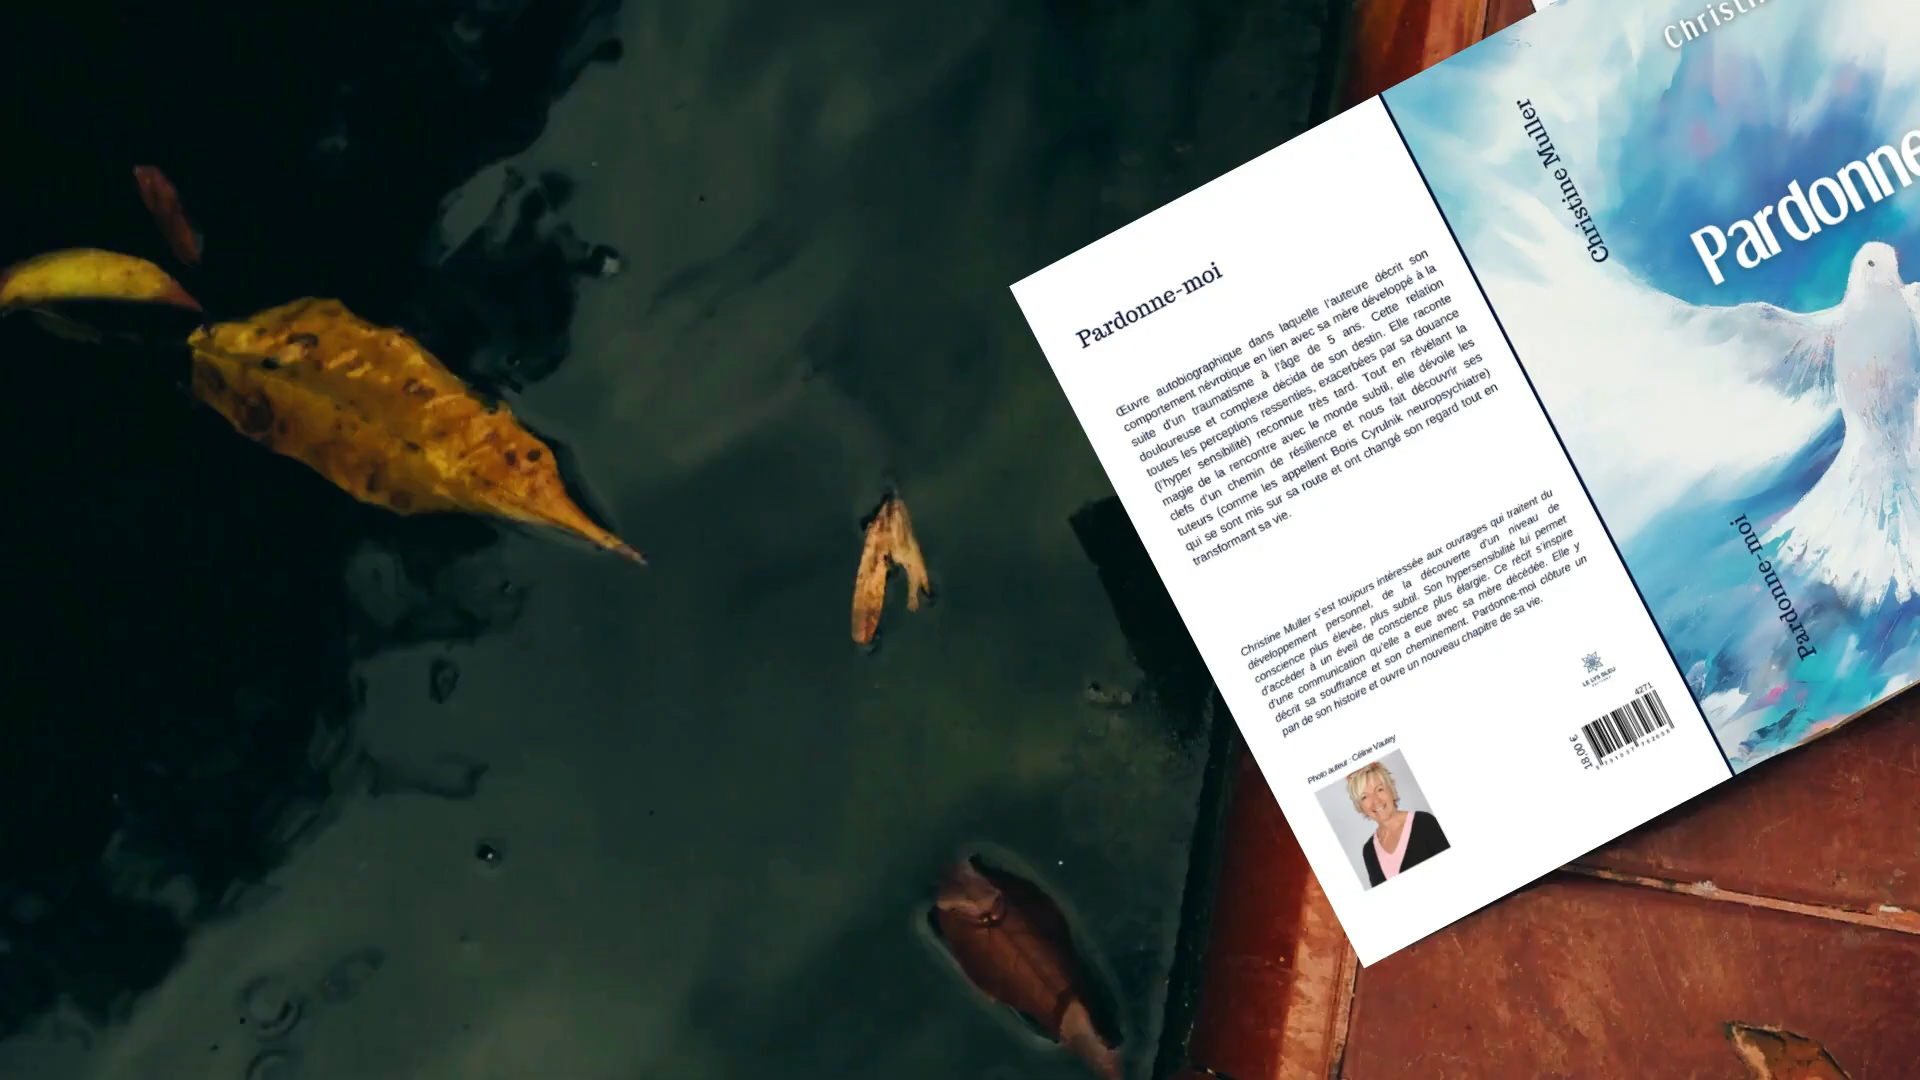 Pardonne-moi
Œuvre autobiographique dans laquelle l'auteure décrit son
comportement névrotique en lien avec sa mère développé à la
suite d'un traumatisme à l'âge de 5 ans. Cette relation
douloureuse et complexe décida de son destin. Elle raconte
toutes les perceptions ressenties, exacerbées par sa douance
(l'hyper sensibilité) reconnue très tard. Tout en révélant la
magie de la rencontre avec le monde subtil, elle dévoile les
clefs d'un chemin de résilience et nous fait découvrir ses
tuteurs (comme les appellent Boris Cyrulnik neuropsychiatre)
qui se sont mis sur sa route et ont changé son regard tout en
transformant sa vie.
Christine Muller s'est toujours intéressée aux ouvrages qui traitent du
développement personnel, de la découverte d'un niveau de
conscience plus élevée, plus subtil. Son hypersensibilité lui permet
d'accéder à un éveil de conscience plus élargie. Ce récit s'inspire
d'une communication qu'elle a eue avec sa mère décédée. Elle y
décrit sa souffrance et son cheminement. Pardonne-moi clôture un
pan de son histoire et ouvre un nouveau chapitre de sa vie.
Photo auteur : Céline Vautey
LE LYS BLEU
18,00 €
4271
Christine Muller
Pardonne-moi
Christin
Pardonne